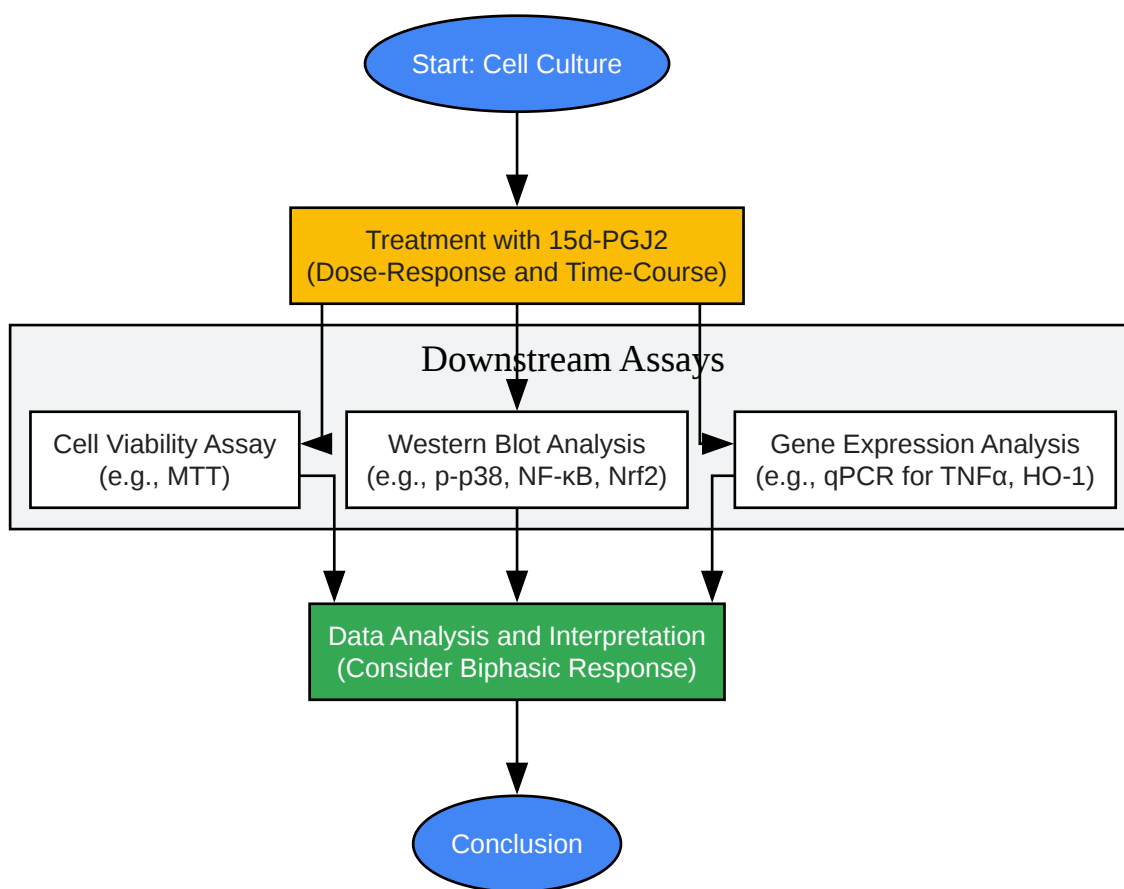 Start: Cell Culture
Treatment with 15d-PGJ2
(Dose-Response and Time-Course)
Downstream Assays
Cell Viability Assay
(e.g., MTT)
Western Blot Analysis
(e.g., p-p38, NF-κB, Nrf2)
Gene Expression Analysis
(e.g., qPCR for TNFα, HO-1)
Data Analysis and Interpretation
(Consider Biphasic Response)
Conclusion